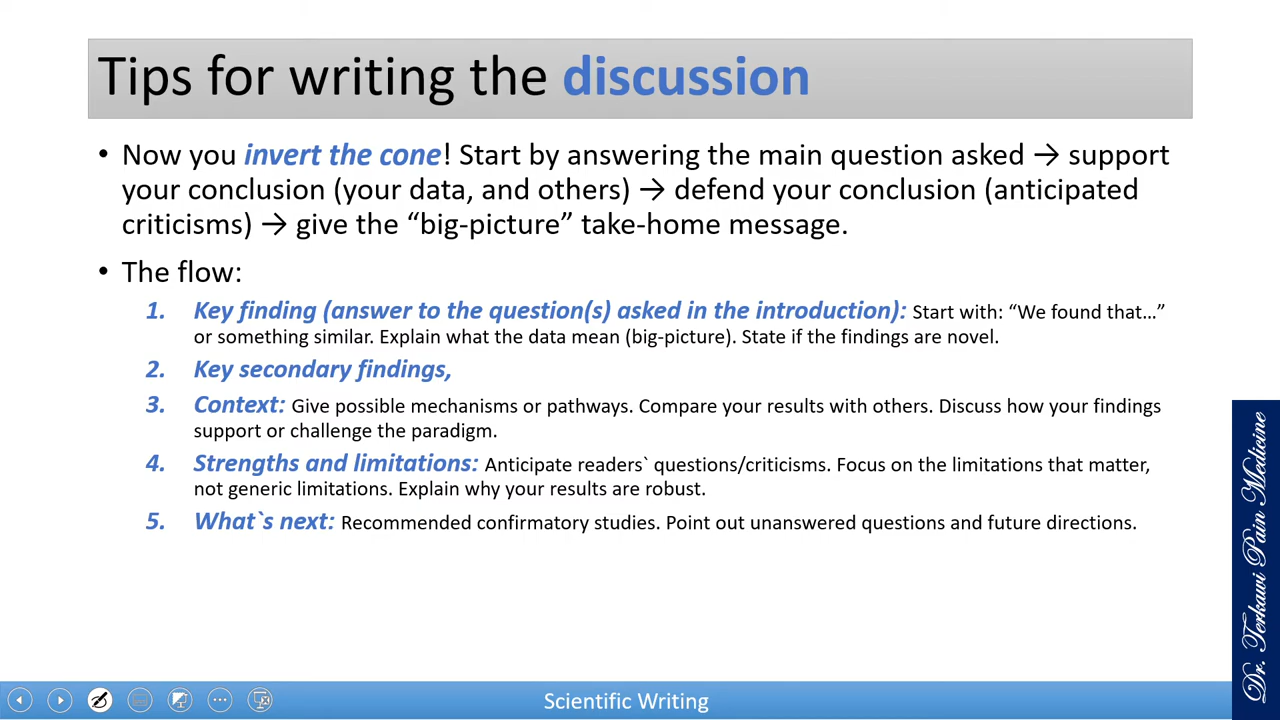 Tips for writing the discussion
• Now you invert the cone! Start by answering the main question asked → support
your conclusion (your data, and others) → defend your conclusion (anticipated
criticisms) → give the “big-picture” take-home message.
• The flow:
1. Key finding (answer to the question(s) asked in the introduction): Start with: “We found that…”
or something similar. Explain what the data mean (big-picture). State if the findings are novel.
2. Key secondary findings,
3. Context: Give possible mechanisms or pathways. Compare your results with others. Discuss how your findings
support or challenge the paradigm.
4. Strengths and limitations: Anticipate readers` questions/criticisms. Focus on the limitations that matter,
not generic limitations. Explain why your results are robust.
5. What`s next: Recommended confirmatory studies. Point out unanswered questions and future directions.
Dr. Terkawi Pain Medicine
Scientific Writing